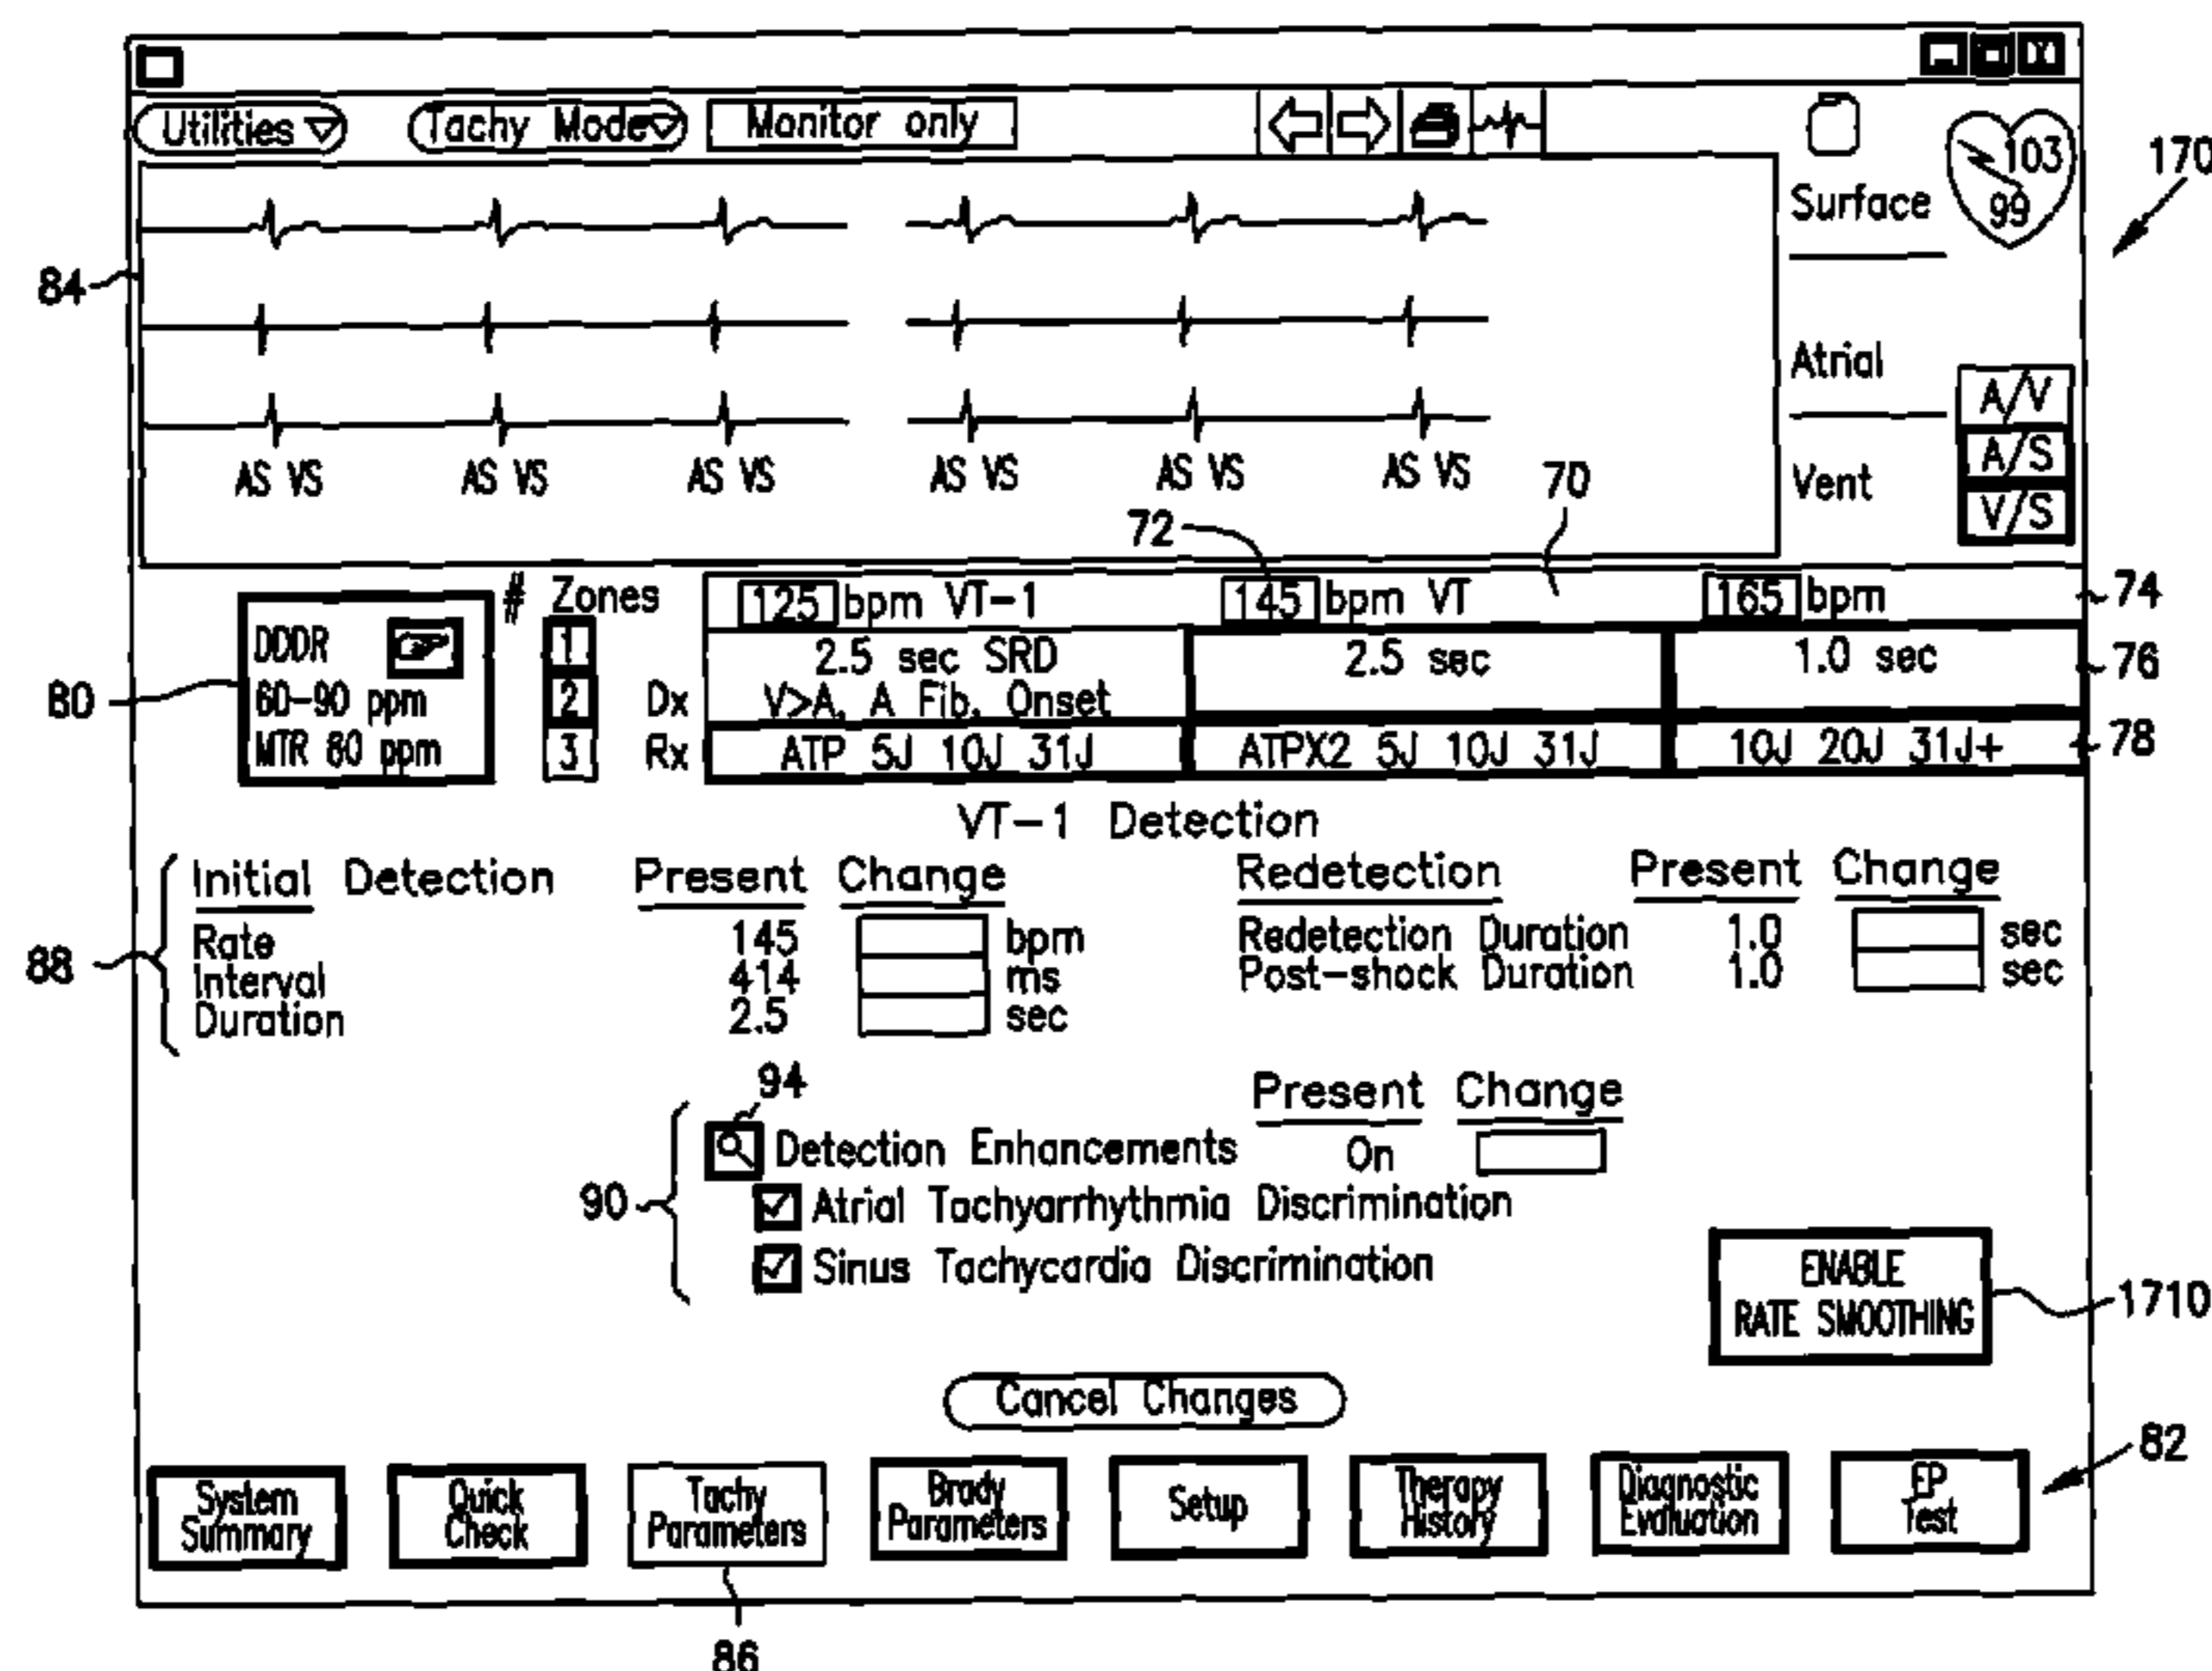 Utilities Tachy Mode Monitor only
103
99
170
Surface
84
Atrial
A/V
A/S
V/S
Vent
AS VS AS VS AS VS AS VS AS VS AS VS
72
70
# Zones
125 bpm VT-1 145 bpm VT 165 bpm
74
DDDR
60-90 ppm
MTR 80 ppm
80
1
2
3
Dx
2.5 sec SRD
V>A, A Fib. Onset
2.5 sec
1.0 sec
76
Rx
ATP 5J 10J 31J
ATPX2 5J 10J 31J
10J 20J 31J+
78
VT-1 Detection
Initial Detection Present Change
Rate 145 bpm
Interval 414 ms
Duration 2.5 sec
88
Redetection Present Change
Redetection Duration 1.0 sec
Post-shock Duration 1.0 sec
94
Present Change
Detection Enhancements On
90
Atrial Tachyarrhythmia Discrimination
Sinus Tachycardia Discrimination
ENABLE
RATE SMOOTHING
1710
Cancel Changes
82
System
Summary
Quick
Check
Tachy
Parameters
Brady
Parameters
Setup
Therapy
History
Diagnostic
Evaluation
EP
Test
86